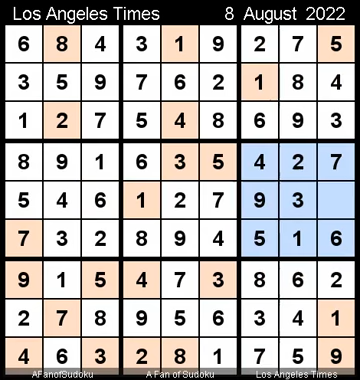 Los Angeles Times 8 August 2022
6 8 4 3 1 9 2 7 5
3 5 9 7 6 2 1 8 4
1 2 7 5 4 8 6 9 3
8 9 1 6 3 5 4 2 7
5 4 6 1 2 7 9 3
7 3 2 8 9 4 5 1 6
9 1 5 4 7 3 8 6 2
2 7 8 9 5 6 3 4 1
4 6 3 2 8 1 7 5 9
AFanofSudoku A Fan of Sudoku Los Angeles Times